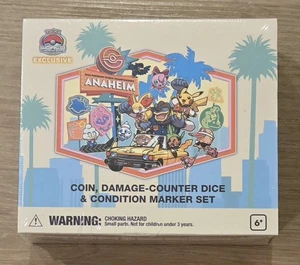 EXCLUSIVE
ANAHEIM
COIN, DAMAGE-COUNTER DICE
& CONDITION MARKER SET
WARNING: CHOKING HAZARD
Small parts. Not for children under 3 years.
6+